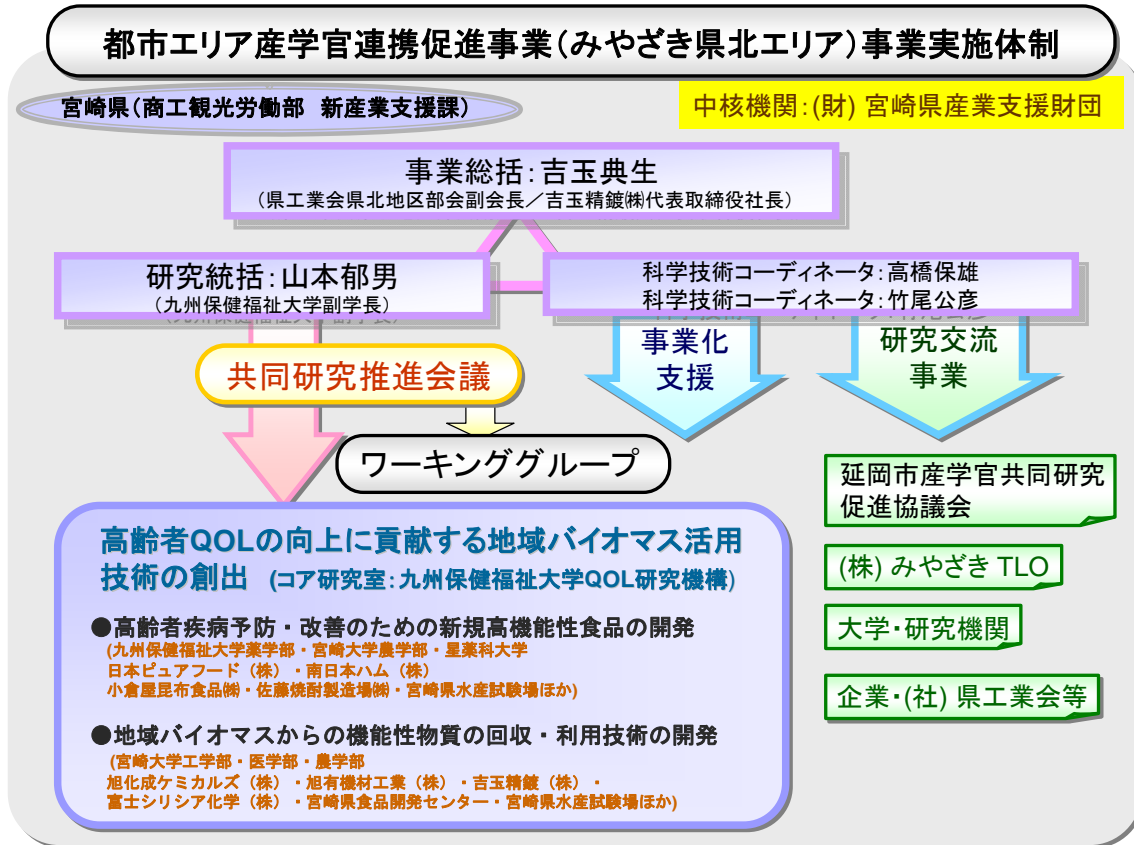 都市エリア産学官連携促進事業(みやざき県北エリア)事業実施体制
宮崎県(商工観光労働部 新産業支援課)
中核機関:(財) 宮崎県産業支援財団
事業総括:吉玉典生
(県工業会県北地区部会副会長/吉玉精鍍㈱代表取締役社長)
研究統括:山本郁男
(九州保健福祉大学副学長)
科学技術コーディネータ:高橋保雄
科学技術コーディネータ:竹尾公彦
共同研究推進会議
事業化
支援
研究交流
事業
ワーキンググループ
高齢者QOLの向上に貢献する地域バイオマス活用
技術の創出 (コア研究室:九州保健福祉大学QOL研究機構)
●高齢者疾病予防・改善のための新規高機能性食品の開発
(九州保健福祉大学薬学部・宮崎大学農学部・星薬科大学
日本ピュアフード(株)・南日本ハム(株)
小倉屋昆布食品㈱・佐藤焼酎製造場㈱・宮崎県水産試験場ほか)
●地域バイオマスからの機能性物質の回収・利用技術の開発
(宮崎大学工学部・医学部・農学部
旭化成ケミカルズ(株)・旭有機材工業(株)・吉玉精鍍(株)・
富士シリシア化学(株)・宮崎県食品開発センター・宮崎県水産試験場ほか)
延岡市産学官共同研究
促進協議会
(株) みやざき TLO
大学・研究機関
企業・(社) 県工業会等